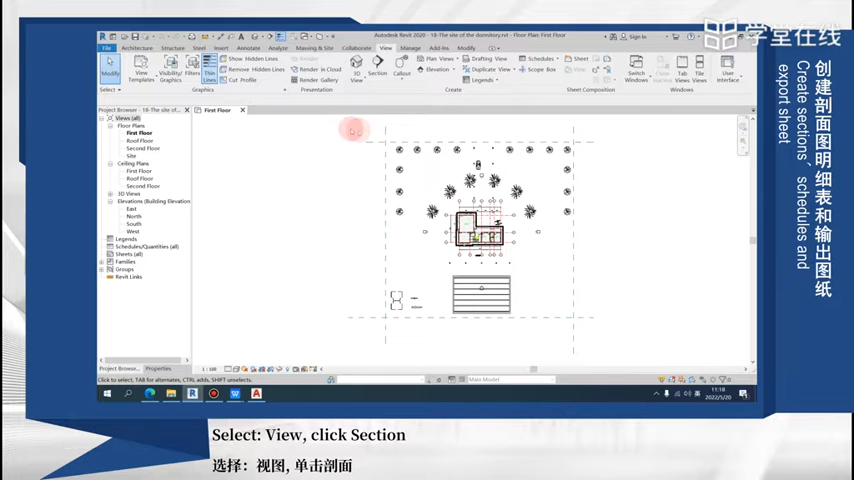 学堂在线
创建剖面图明细表和输出图纸
Create sections、schedules and
export sheet
Autodesk Revit 2020 - 18-The site of the dormitory.rvt - Floor Plan: First Floor
Sign In
File Architecture Structure Steel Insert Annotate Analyze Massing & Site Collaborate View Manage Add-Ins Modify
Modify
View Templates
Visibility/ Graphics
Filters
Thin Lines
Show Hidden Lines
Remove Hidden Lines
Cut Profile
Render
Render in Cloud
Render Gallery
3D View
Section
Callout
Plan Views
Elevation
Drafting View
Duplicate View
Legends
Schedules
Scope Box
Sheet
Switch Windows
Tab Views
Tile Views
User Interface
Select
Graphics
Presentation
Create
Sheet Composition
Windows
Project Browser - 18-The site of...
First Floor
Views (all)
Floor Plans
First Floor
Roof Floor
Second Floor
Site
Ceiling Plans
First Floor
Roof Floor
Second Floor
3D Views
Elevations (Building Elevation
East
North
South
West
Legends
Schedules/Quantities (all)
Sheets (all)
Families
Groups
Revit Links
Project Browse...
Properties
1 : 100
Click to select, TAB for alternates, CTRL adds, SHIFT unselects.
:0
Main Model
:0
11:18
2022/5/20
Select: View, click Section
选择：视图, 单击剖面